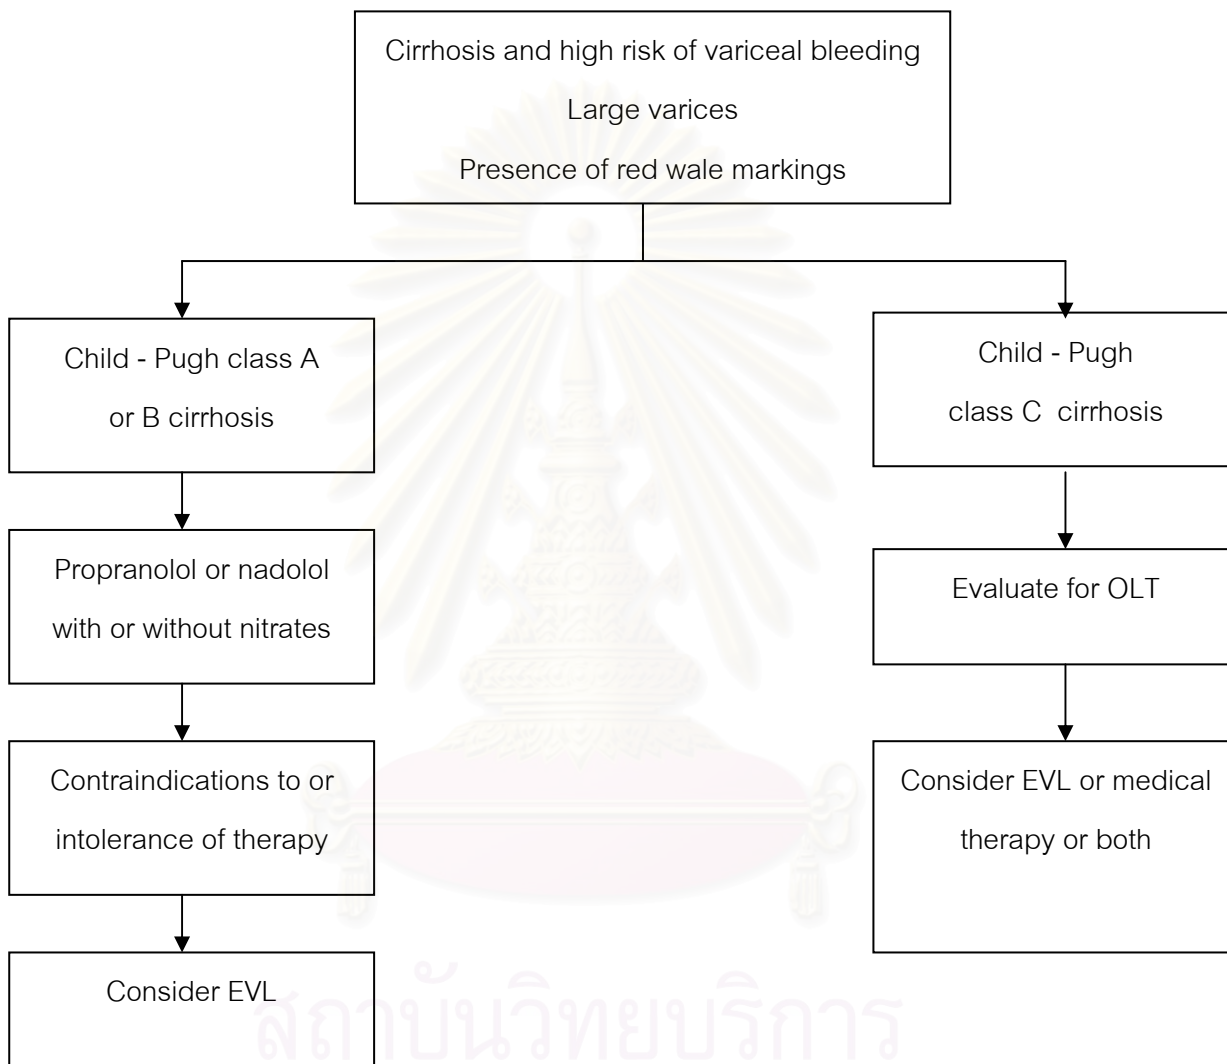 Cirrhosis and high risk of variceal bleeding
Large varices
Presence of red wale markings
Child - Pugh class A
or B cirrhosis
Propranolol or nadolol
with or without nitrates
Contraindications to or
intolerance of therapy
Consider EVL
Child - Pugh
class C cirrhosis
Evaluate for OLT
Consider EVL or medical
therapy or both
สถาบันวิทยบริการ